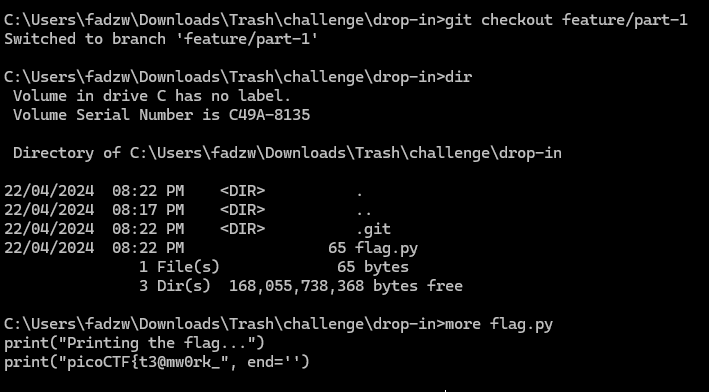 C:\Users\fadzw\Downloads\Trash\challenge\drop-in>git checkout feature/part-1
Switched to branch 'feature/part-1'
C:\Users\fadzw\Downloads\Trash\challenge\drop-in>dir
 Volume in drive C has no label.
 Volume Serial Number is C49A-8135
 Directory of C:\Users\fadzw\Downloads\Trash\challenge\drop-in
22/04/2024  08:22 PM    <DIR>          .
22/04/2024  08:17 PM    <DIR>          ..
22/04/2024  08:22 PM    <DIR>          .git
22/04/2024  08:22 PM                65 flag.py
               1 File(s)             65 bytes
               3 Dir(s)  168,055,738,368 bytes free
C:\Users\fadzw\Downloads\Trash\challenge\drop-in>more flag.py
print("Printing the flag...")
print("picoCTF{t3@mw0rk_", end='')